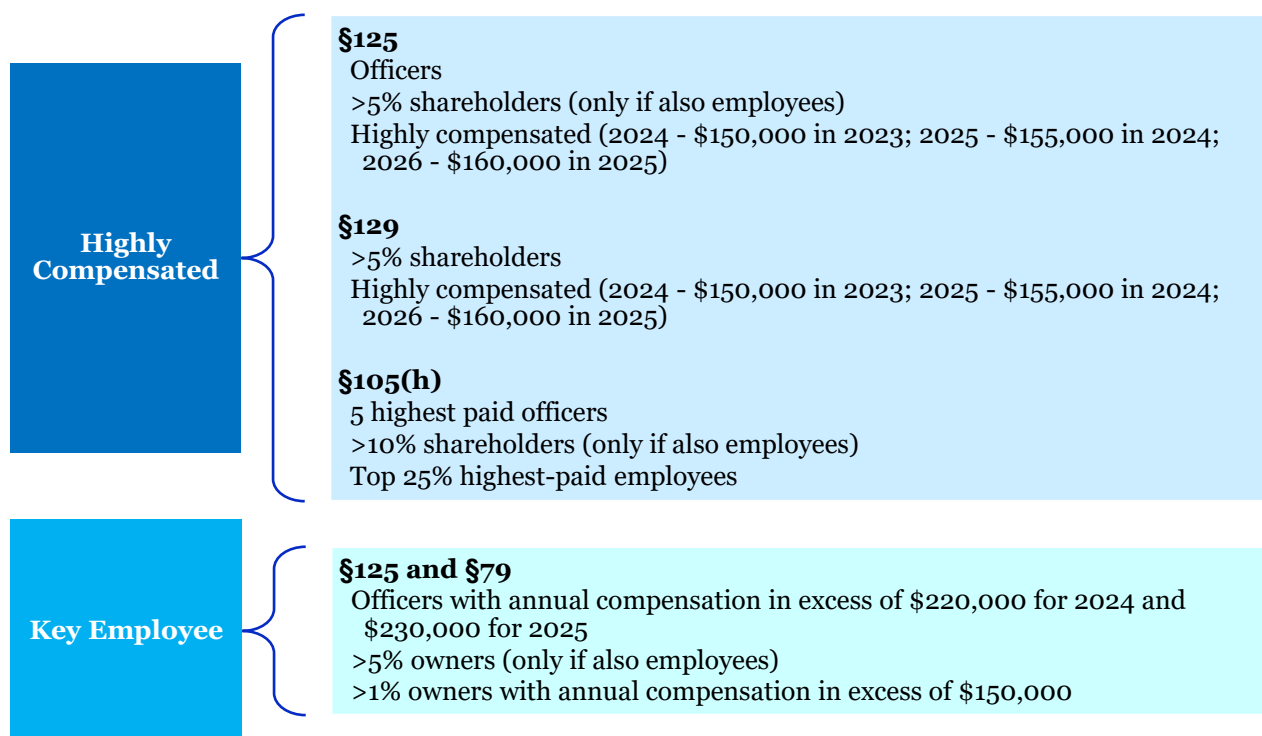 Highly
Compensated
§125
Officers
>5% shareholders (only if also employees)
Highly compensated (2024 - $150,000 in 2023; 2025 - $155,000 in 2024;
2026 - $160,000 in 2025)
§129
>5% shareholders
Highly compensated (2024 - $150,000 in 2023; 2025 - $155,000 in 2024;
2026 - $160,000 in 2025)
§105(h)
5 highest paid officers
>10% shareholders (only if also employees)
Top 25% highest-paid employees
Key Employee
§125 and §79
Officers with annual compensation in excess of $220,000 for 2024 and
$230,000 for 2025
>5% owners (only if also employees)
>1% owners with annual compensation in excess of $150,000